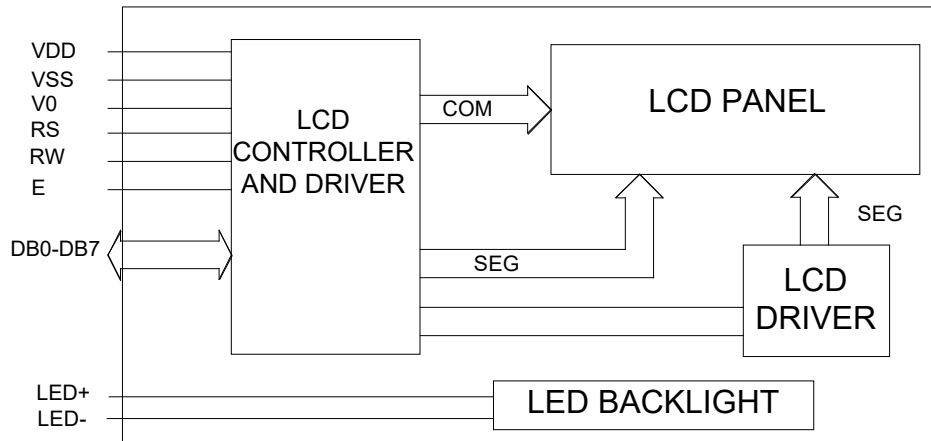 VDD
VSS
V0
RS
RW
E
DB0-DB7
LED+
LED-
LCD
CONTROLLER
AND DRIVER
COM
SEG
LCD PANEL
SEG
LCD
DRIVER
LED BACKLIGHT